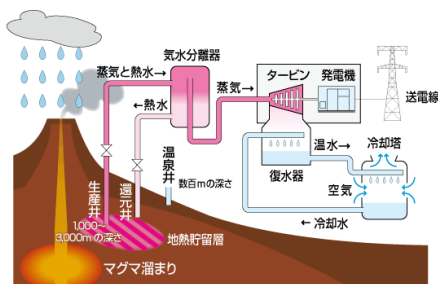 気水分離器
蒸気と熱水→
蒸気→
タービン
発電機
送電線
←熱水
温泉井
数百mの深さ
温水→
冷却塔
復水器
空気
← 冷却水
生産井
還元井
1,000〜
3,000mの深さ
地熱貯留層
マグマ溜まり